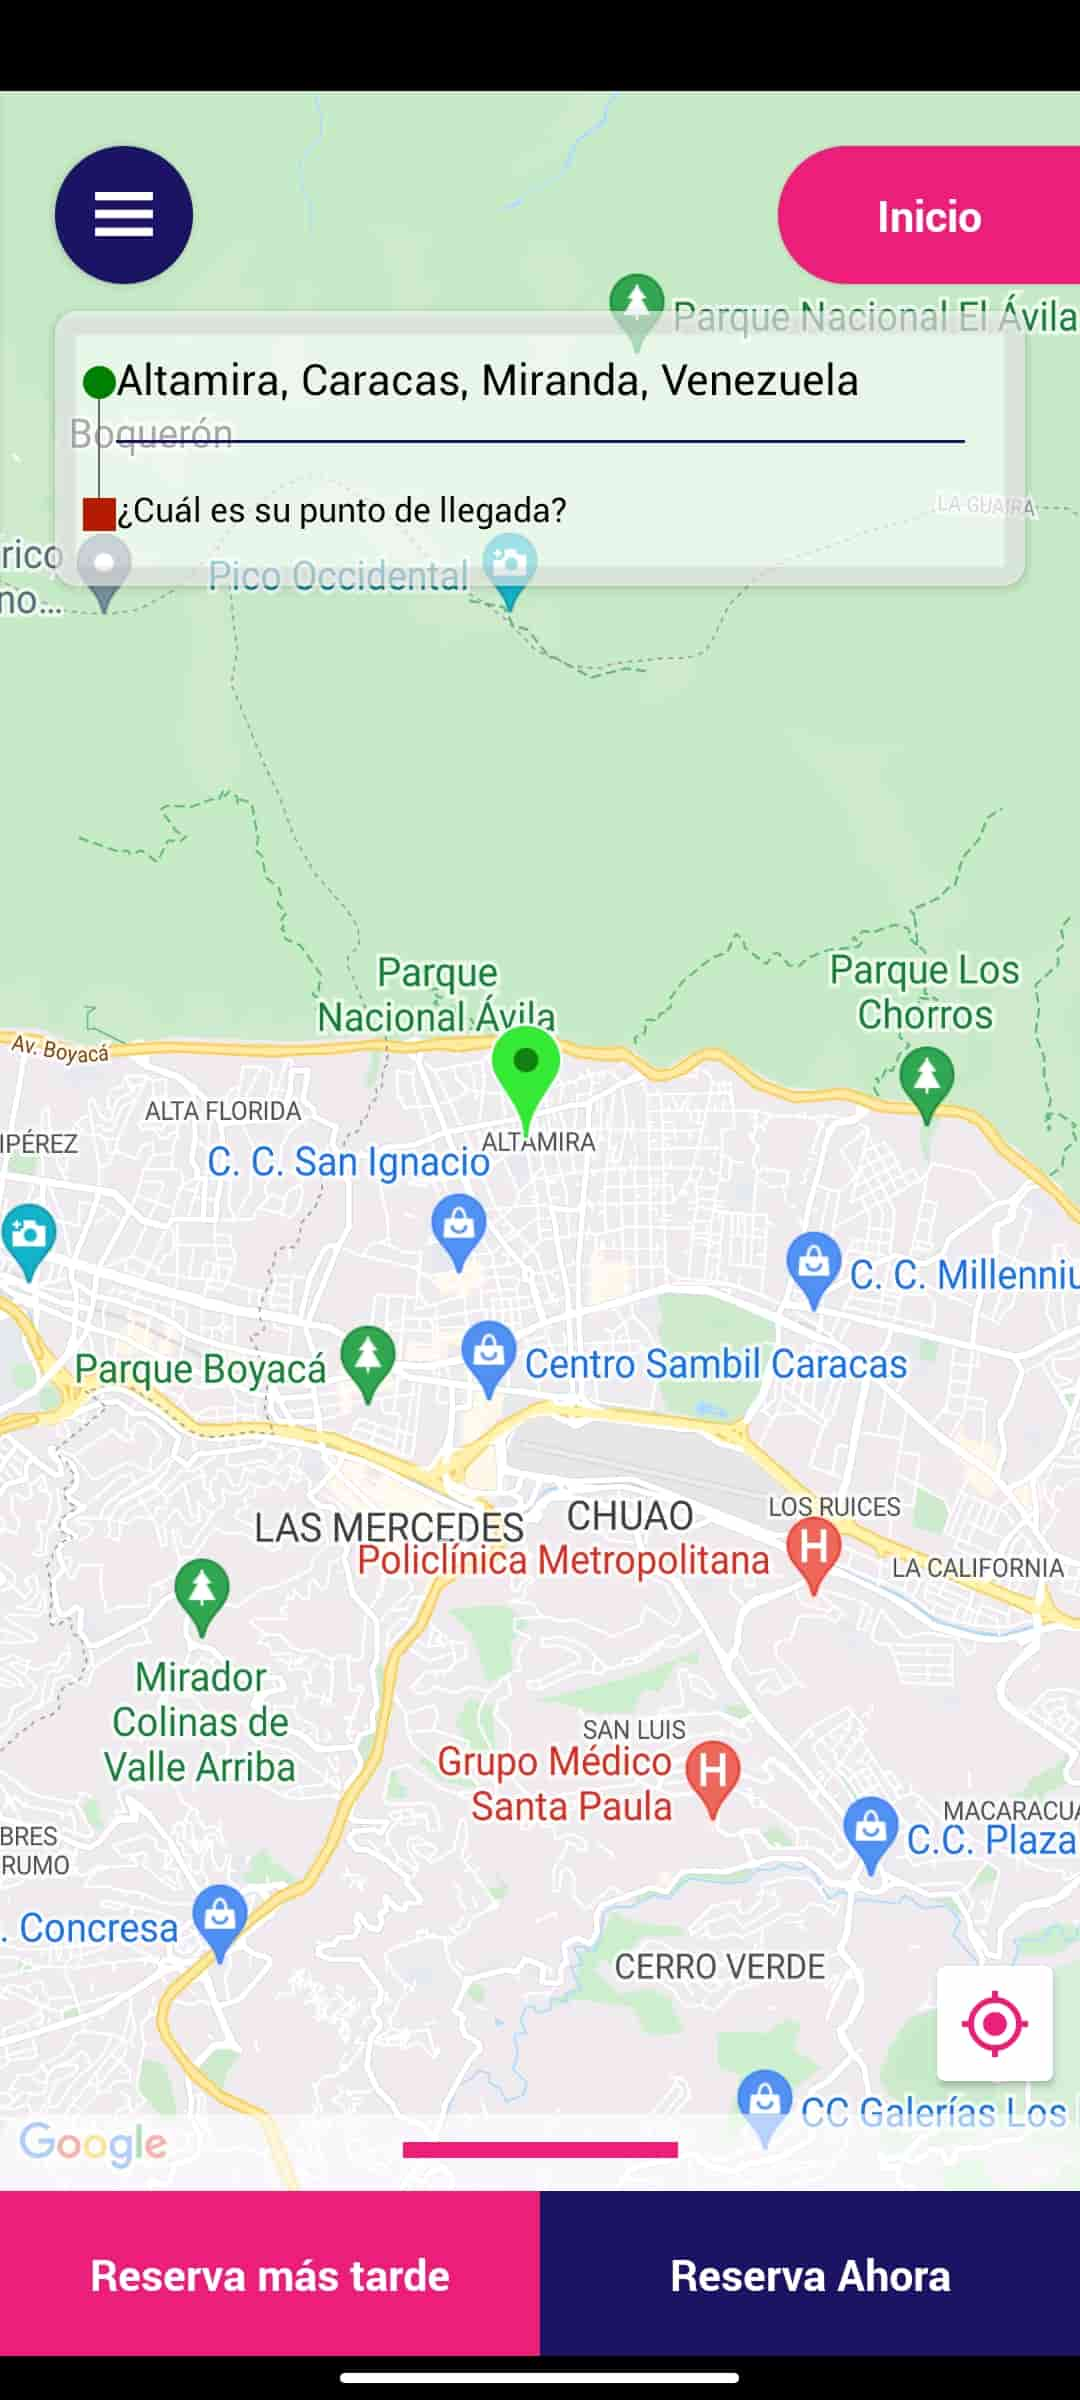 Inicio
Parque Nacional El Ávila
Altamira, Caracas, Miranda, Venezuela
Boquerón
¿Cuál es su punto de llegada?
LA GUAIRA
rico
no...
Pico Occidental
Parque
Nacional Ávila
Parque Los
Chorros
Av. Boyacá
ALTA FLORIDA
IPÉREZ
ALTAMIRA
C. C. San Ignacio
C. C. Millenniu
Parque Boyacá
Centro Sambil Caracas
LAS MERCEDES
CHUAO
LOS RUICES
Policlínica Metropolitana
LA CALIFORNIA
Mirador
Colinas de
Valle Arriba
SAN LUIS
Grupo Médico
Santa Paula
MACARACUA
C.C. Plaza
BRES
RUMO
. Concresa
CERRO VERDE
CC Galerías Los
Google
Reserva más tarde
Reserva Ahora